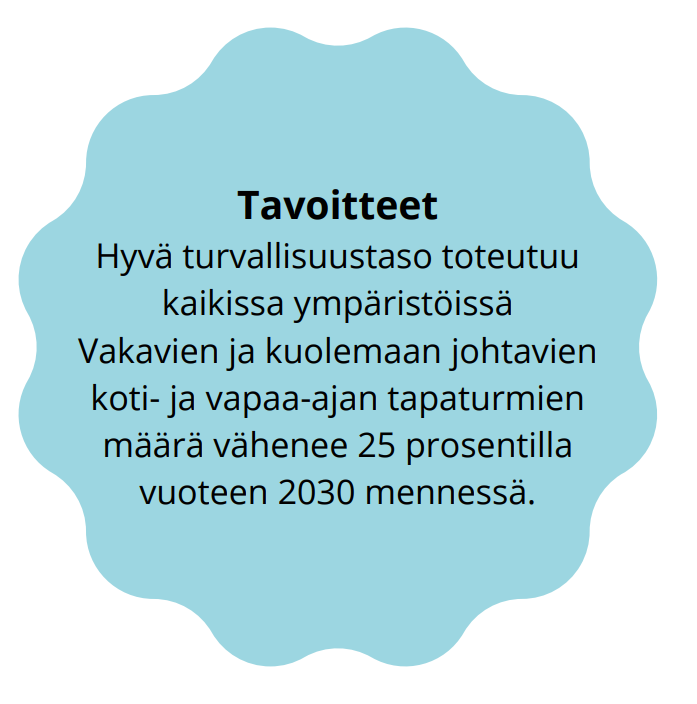 Tavoitteet
Hyvä turvallisuustaso toteutuu
kaikissa ympäristöissä
Vakavien ja kuolemaan johtavien
koti- ja vapaa-ajan tapaturmien
määrä vähenee 25 prosentilla
vuoteen 2030 mennessä.